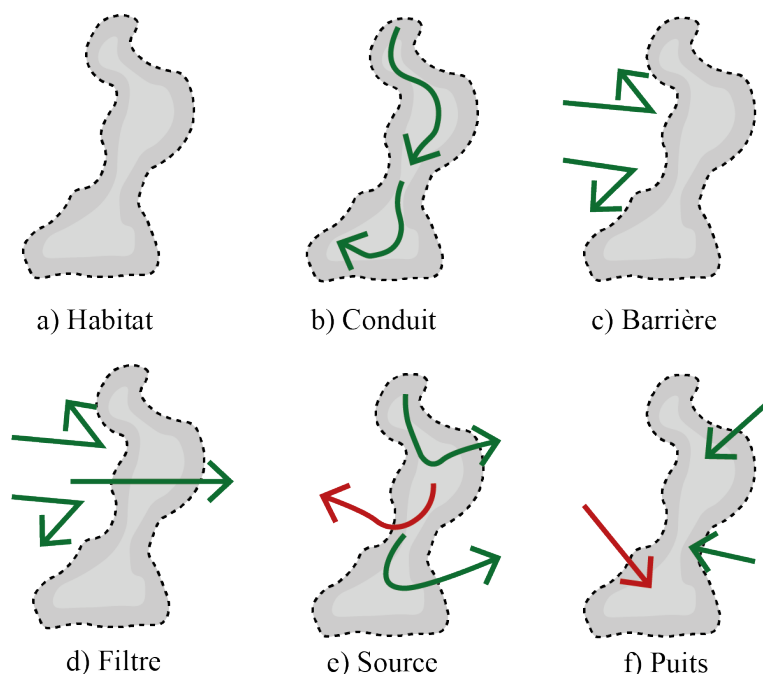 a) Habitat
b) Conduit
c) Barrière
d) Filtre
e) Source
f) Puits